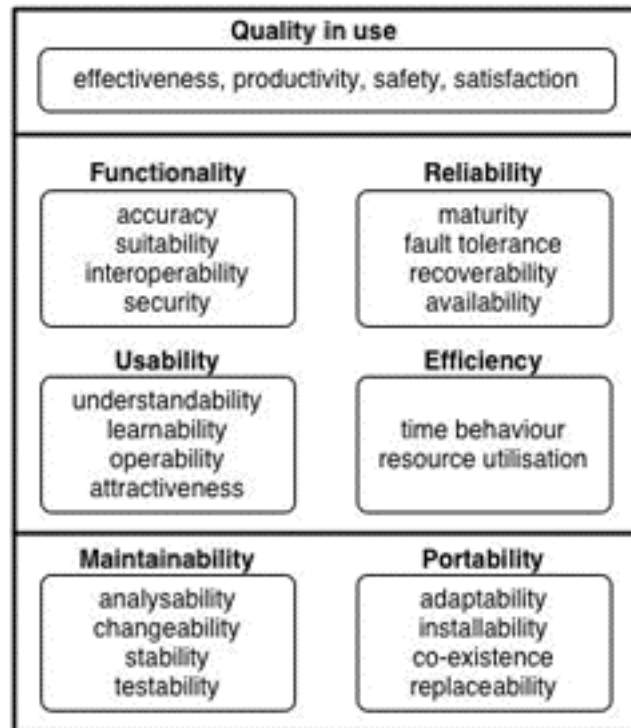 Quality in use
effectiveness, productivity, safety, satisfaction
Functionality
accuracy
suitability
interoperability
security
Reliability
maturity
fault tolerance
recoverability
availability
Usability
understandability
learnability
operability
attractiveness
Efficiency
time behaviour
resource utilisation
Maintainability
analysability
changeability
stability
testability
Portability
adaptability
installability
co-existence
replaceability